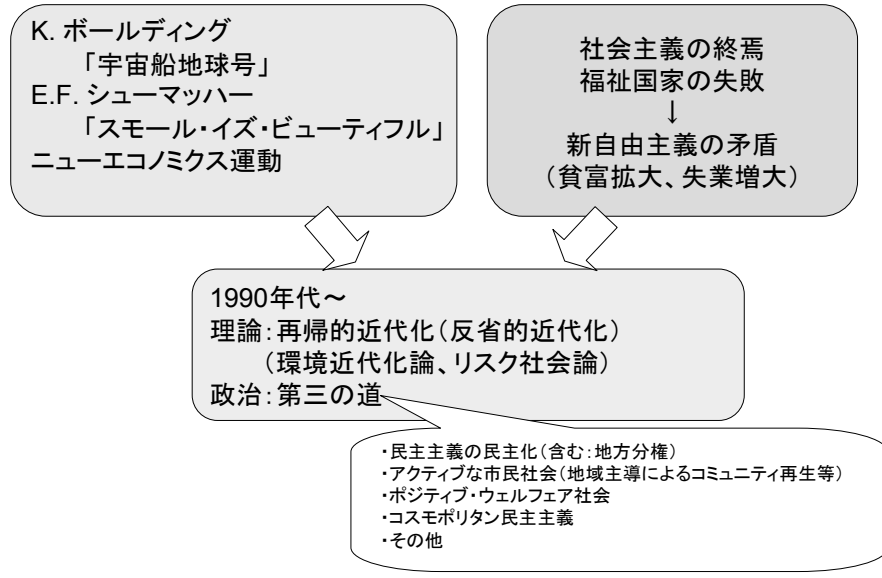 K. ボールディング
「宇宙船地球号」
E.F. シューマッハー
「スモール・イズ・ビューティフル」
ニューエコノミクス運動
社会主義の終焉
福祉国家の失敗
↓
新自由主義の矛盾
（貧富拡大、失業増大）
1990年代～
理論：再帰的近代化（反省的近代化）
（環境近代化論、リスク社会論）
政治：第三の道
・民主主義の民主化（含む：地方分権）
・アクティブな市民社会（地域主導によるコミュニティ再生等）
・ポジティブ・ウェルフェア社会
・コスモポリタン民主主義
・その他